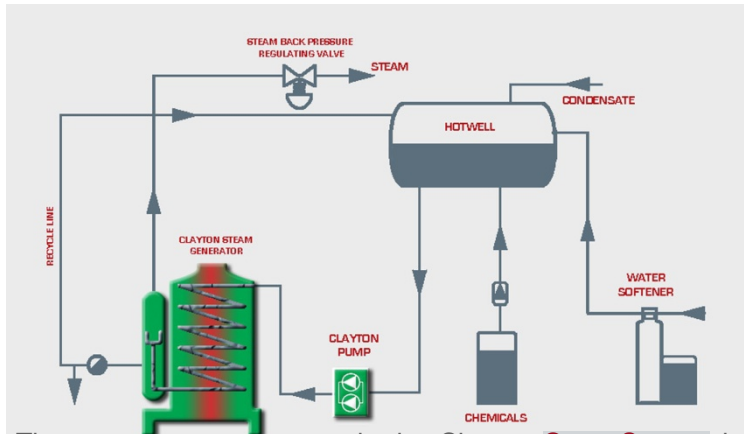 STEAM BACK PRESSURE
REGULATING VALVE
STEAM
CONDENSATE
HOTWELL
RECYCLE LINE
CLAYTON STEAM
GENERATOR
WATER
SOFTENER
CLAYTON
PUMP
CHEMICALS